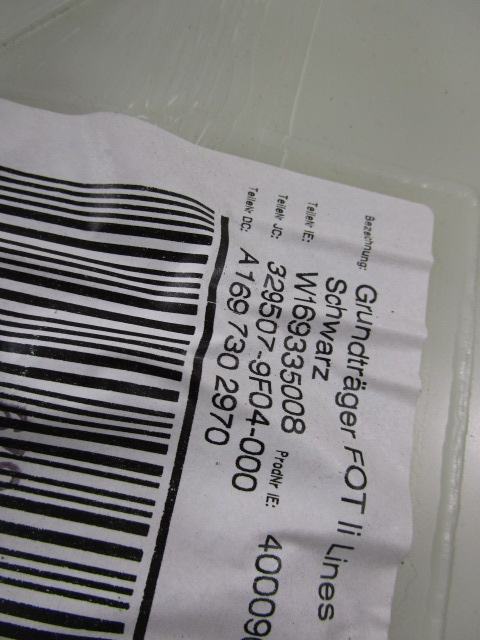 Bezeichnung: Grundträger FOT li Lines
Schwarz
TeileNr IE: W169335008 ProdNr IE: 400009
TeileNr JC: 329507-9F04-000
TeileNr DC: A 169 730 2970